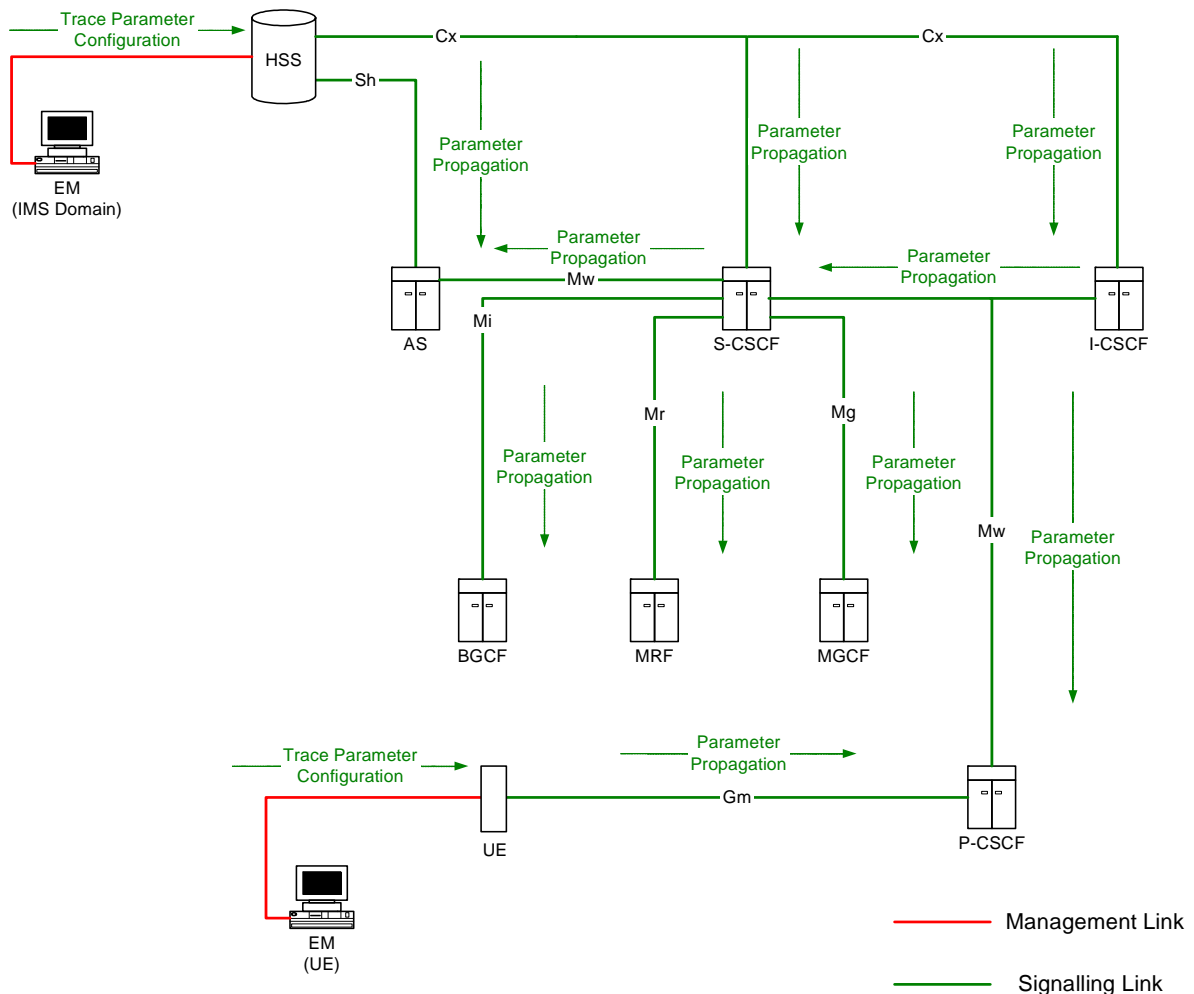 Trace Parameter
Configuration
HSS
Cx
Cx
Sh
Parameter
Propagation
Parameter
Propagation
Parameter
Propagation
EM
(IMS Domain)
Parameter
Propagation
Parameter
Propagation
Mw
AS
Mi
S-CSCF
I-CSCF
Mr
Mg
Parameter
Propagation
Parameter
Propagation
Parameter
Propagation
Mw
Parameter
Propagation
BGCF
MRF
MGCF
Trace Parameter
Configuration
Parameter
Propagation
Gm
UE
P-CSCF
EM
(UE)
Management Link
Signalling Link